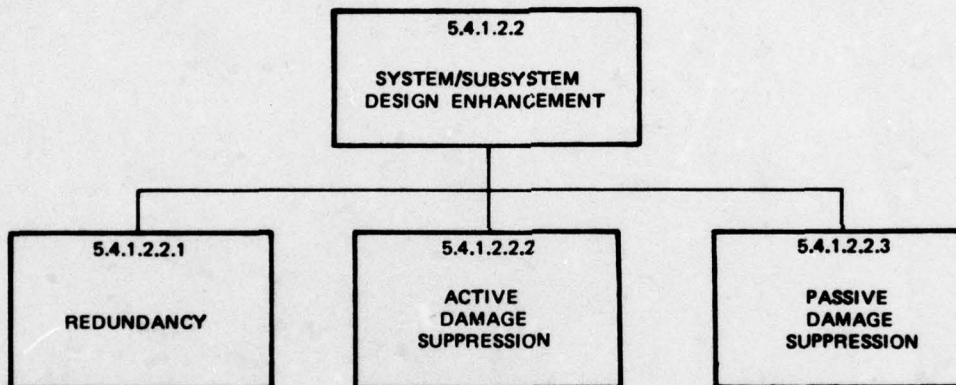 5.4.1.2.2
SYSTEM/SUBSYSTEM
DESIGN ENHANCEMENT
5.4.1.2.2.1
REDUNDANCY
5.4.1.2.2.2
ACTIVE
DAMAGE
SUPPRESSION
5.4.1.2.2.3
PASSIVE
DAMAGE
SUPPRESSION